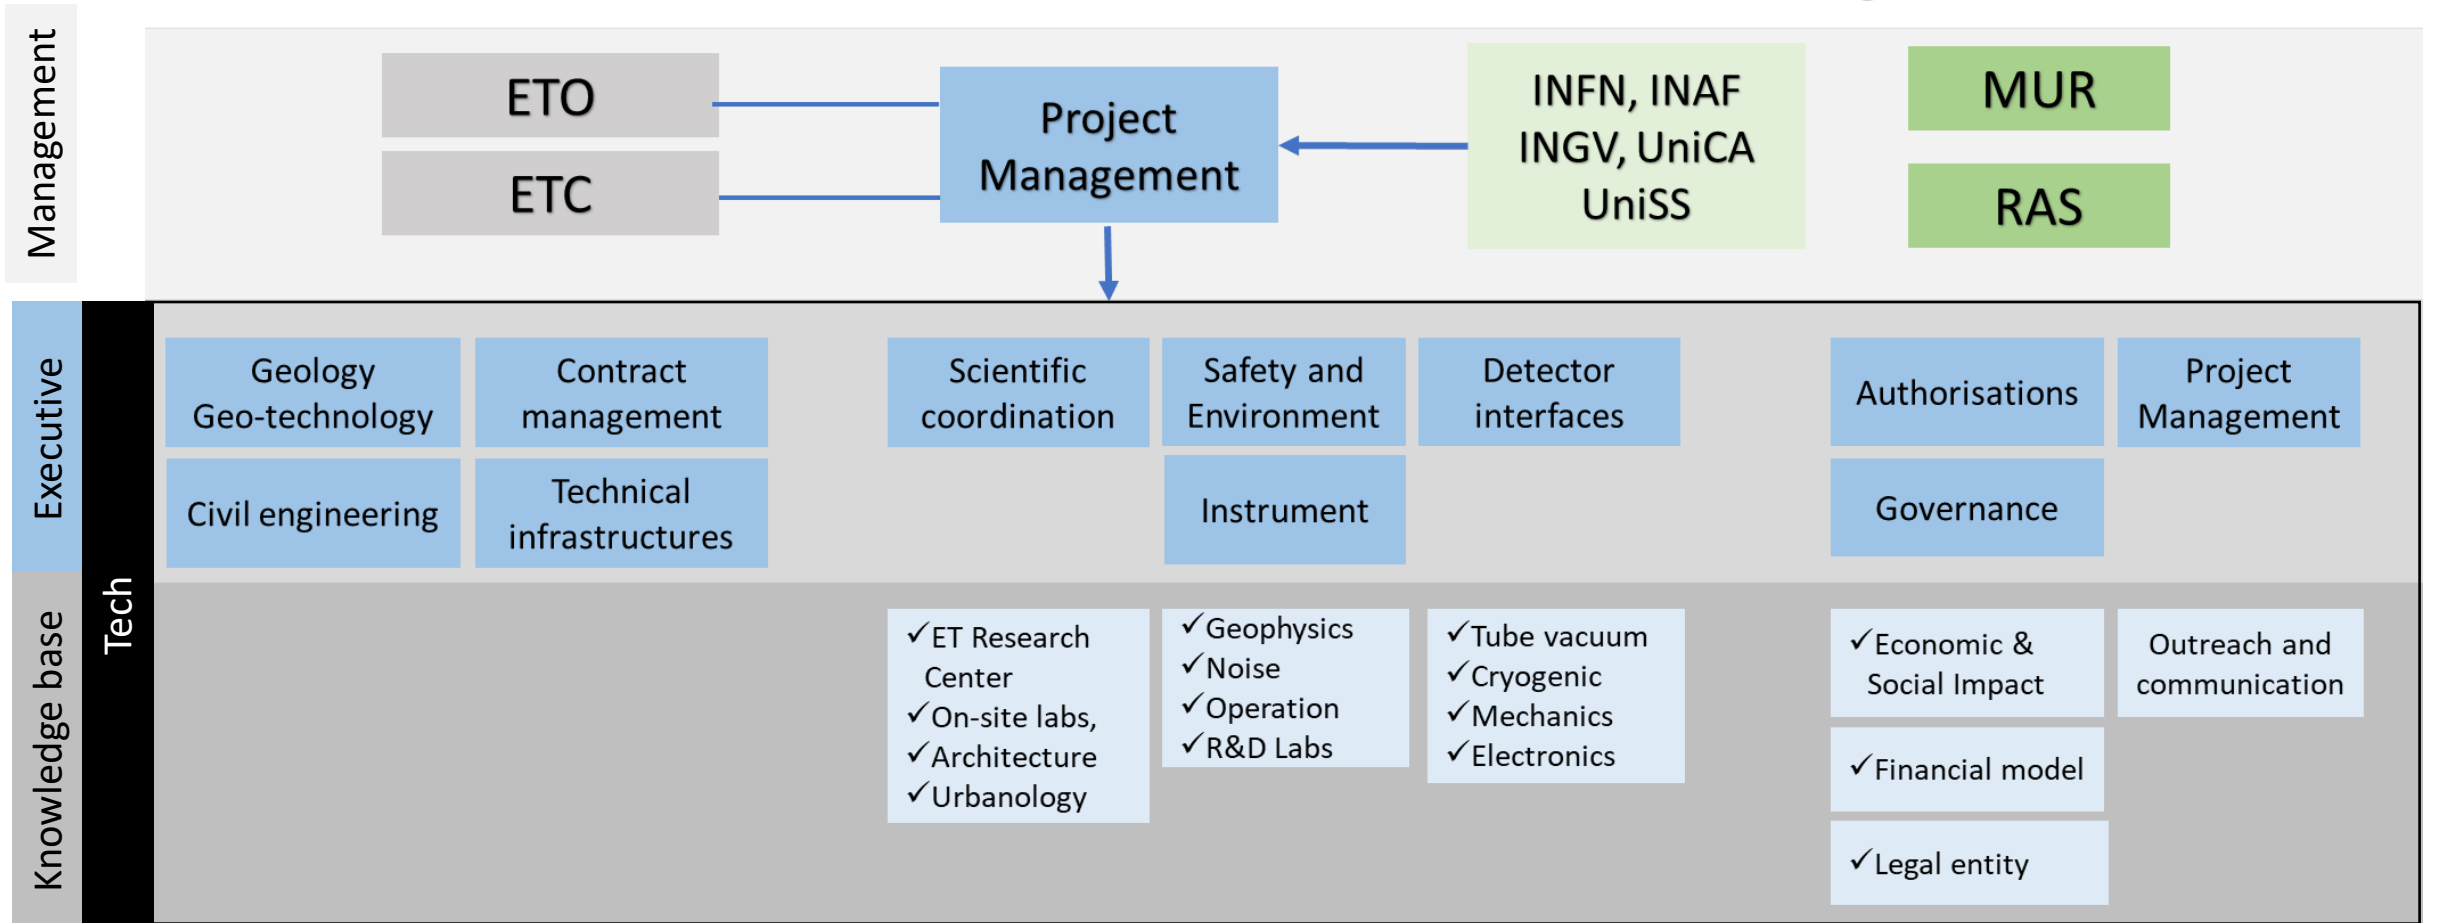 Management
ETO
ETC
Project
Management
INFN, INAF
INGV, UniCA
UniSS
MUR
RAS
Executive
Tech
Geology
Geo-technology
Contract
management
Civil engineering
Technical
infrastructures
Scientific
coordination
Safety and
Environment
Detector
interfaces
Instrument
Authorisations
Project
Management
Governance
Knowledge base
✓ET Research
Center
✓On-site labs,
✓Architecture
✓Urbanology
✓Geophysics
✓Noise
✓Operation
✓R&D Labs
✓Tube vacuum
✓Cryogenic
✓Mechanics
✓Electronics
✓Economic &
Social Impact
✓Financial model
✓Legal entity
Outreach and
communication